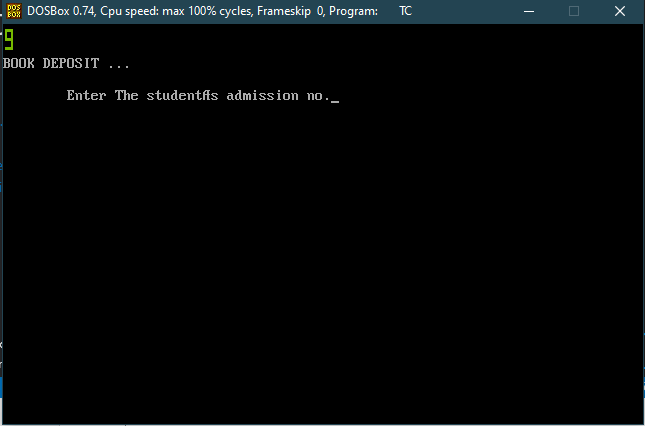 DOSBox 0.74, Cpu speed: max 100% cycles, Frameskip 0, Program: TC
BOOK DEPOSIT ...
Enter The studentÆs admission no._